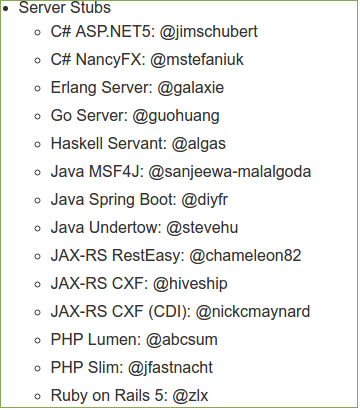 Server Stubs
C# ASP.NET5: @jimschubert
C# NancyFX: @mstefaniuk
Erlang Server: @galaxie
Go Server: @guohuang
Haskell Servant: @algas
Java MSF4J: @sanjeewa-malalgoda
Java Spring Boot: @diyfr
Java Undertow: @stevehu
JAX-RS RestEasy: @chameleon82
JAX-RS CXF: @hiveship
JAX-RS CXF (CDI): @nickcmaynard
PHP Lumen: @abcsum
PHP Slim: @jfastnacht
Ruby on Rails 5: @zlx